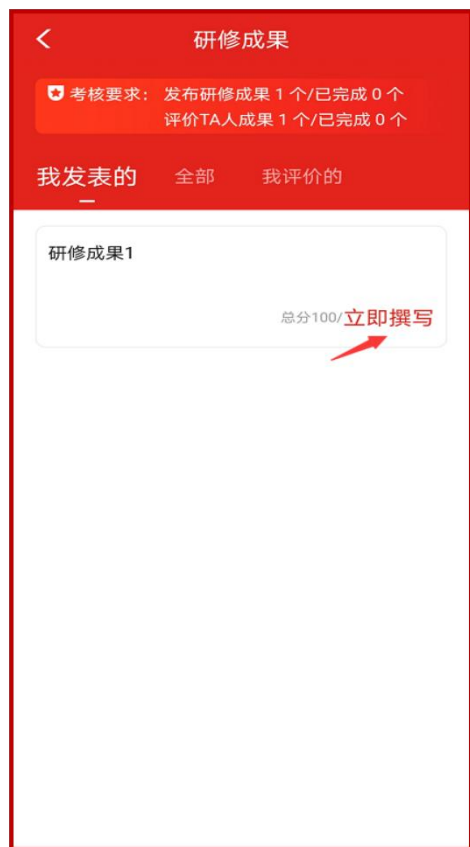 研修成果
考核要求： 发布研修成果 1 个/已完成 0 个
评价TA人成果 1 个/已完成 0 个
我发表的 全部 我评价的
研修成果1
总分100/立即撰写